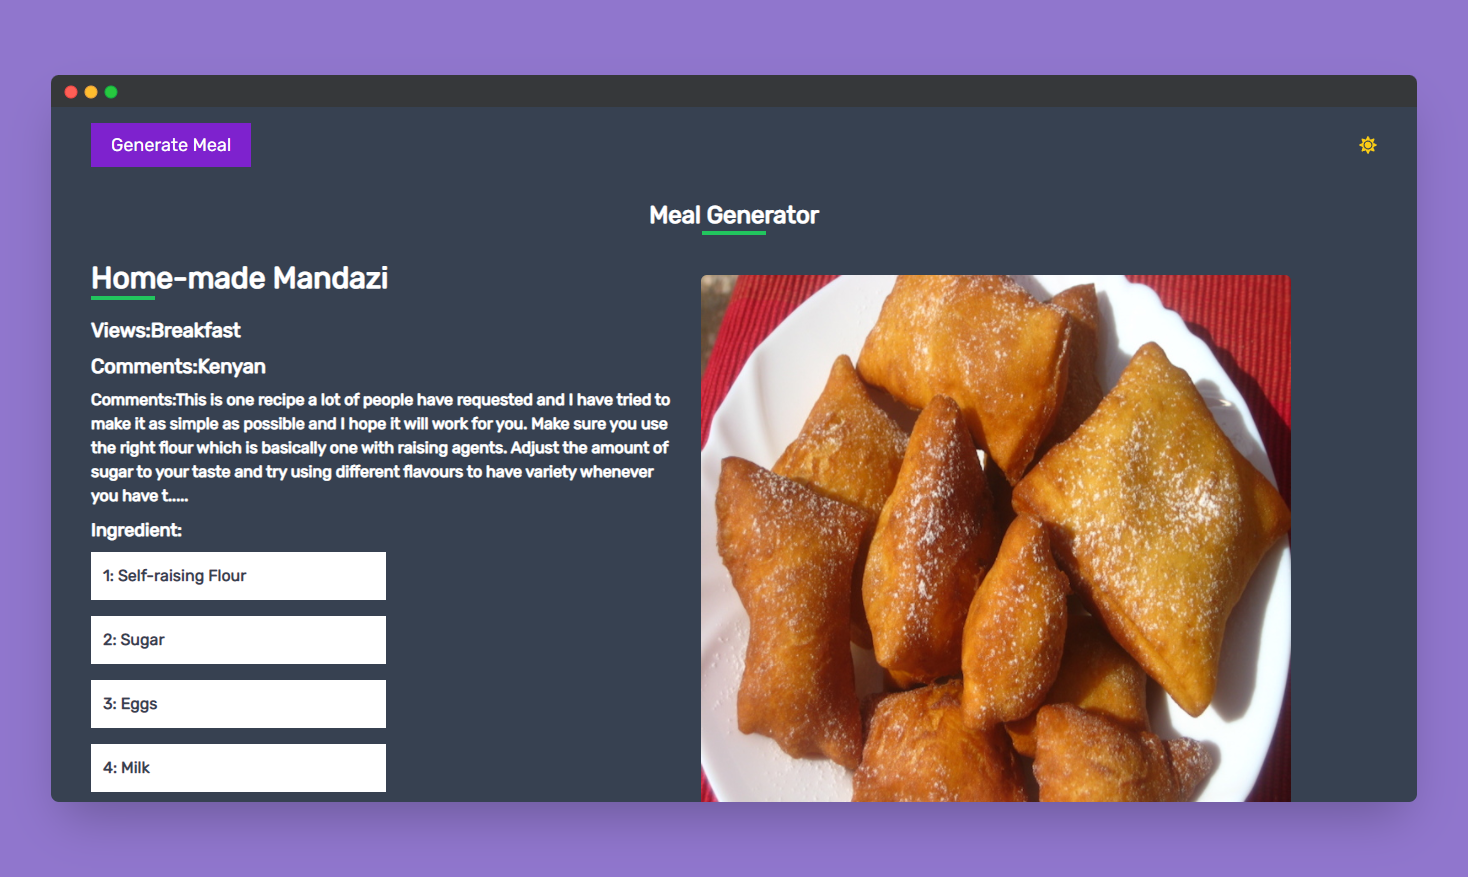 Generate Meal
Meal Generator
Home-made Mandazi
Views:Breakfast
Comments:Kenyan
Comments:This is one recipe a lot of people have requested and I have tried to
make it as simple as possible and I hope it will work for you. Make sure you use
the right flour which is basically one with raising agents. Adjust the amount of
sugar to your taste and try using different flavours to have variety whenever
you have t.....
Ingredient:
1: Self-raising Flour
2: Sugar
3: Eggs
4: Milk